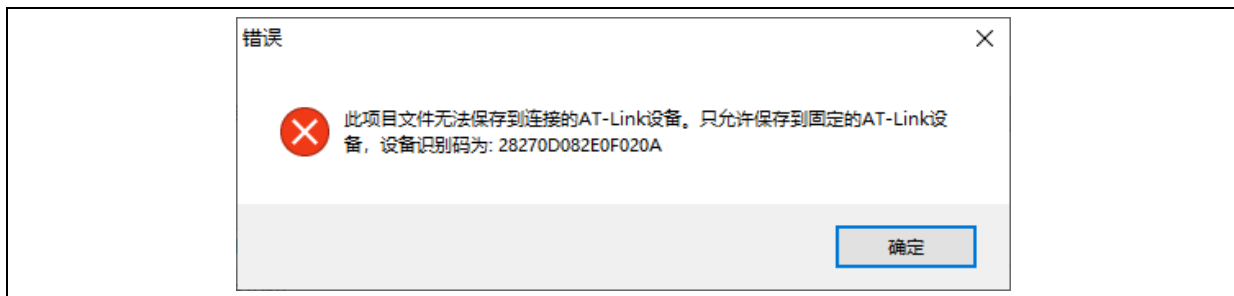 错误
此项目文件无法保存到连接的AT-Link设备。只允许保存到固定的AT-Link设
备，设备识别码为: 28270D082E0F020A
确定